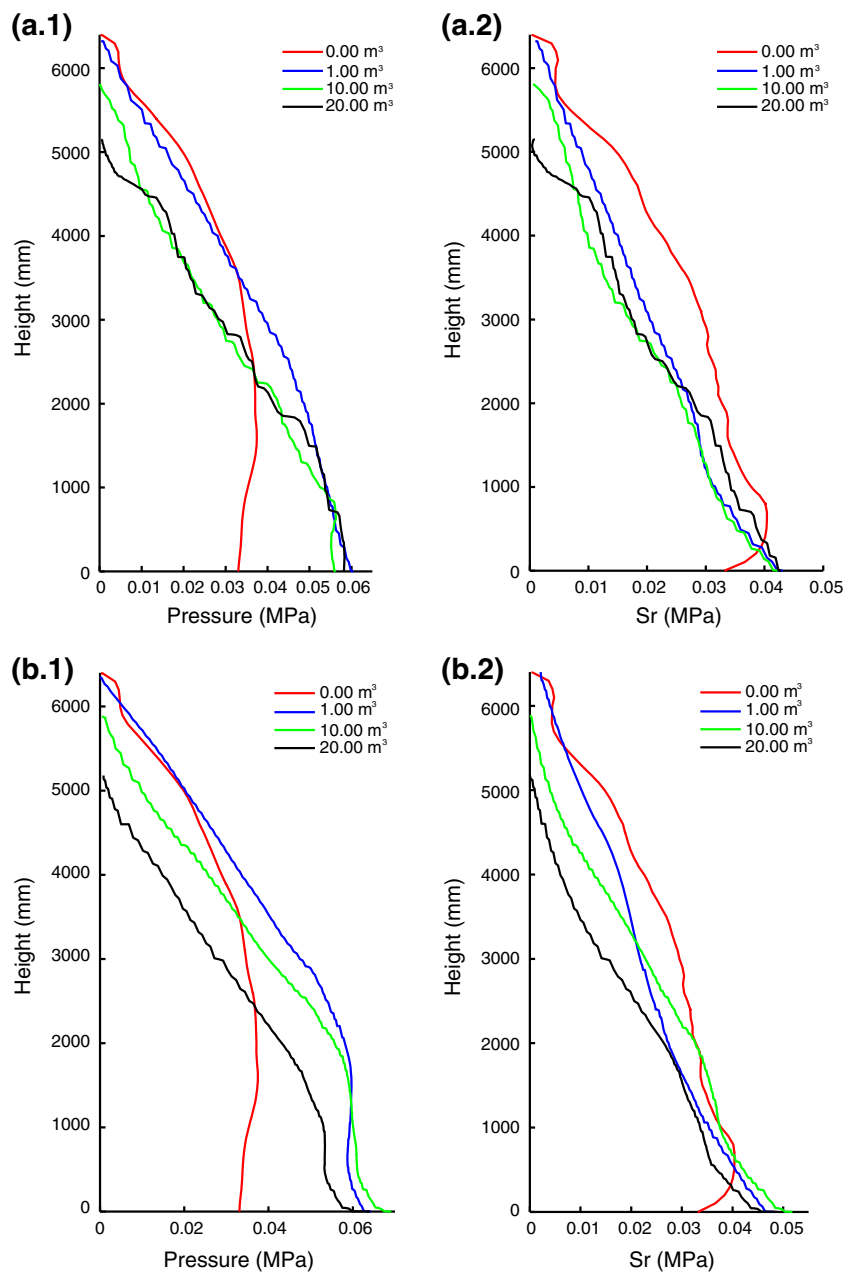 (a.1)
0.00 m³
1.00 m³
10.00 m³
20.00 m³
6000
5000
4000
3000
2000
1000
0
Height (mm)
0 0.01 0.02 0.03 0.04 0.05 0.06
Pressure (MPa)
(a.2)
0.00 m³
1.00 m³
10.00 m³
20.00 m³
6000
5000
4000
3000
2000
1000
0
Height (mm)
0 0.01 0.02 0.03 0.04 0.05
Sr (MPa)
(b.1)
0.00 m³
1.00 m³
10.00 m³
20.00 m³
6000
5000
4000
3000
2000
1000
0
Height (mm)
0 0.02 0.04 0.06
Pressure (MPa)
(b.2)
0.00 m³
1.00 m³
10.00 m³
20.00 m³
6000
5000
4000
3000
2000
1000
0
Height (mm)
0 0.01 0.02 0.03 0.04 0.05
Sr (MPa)